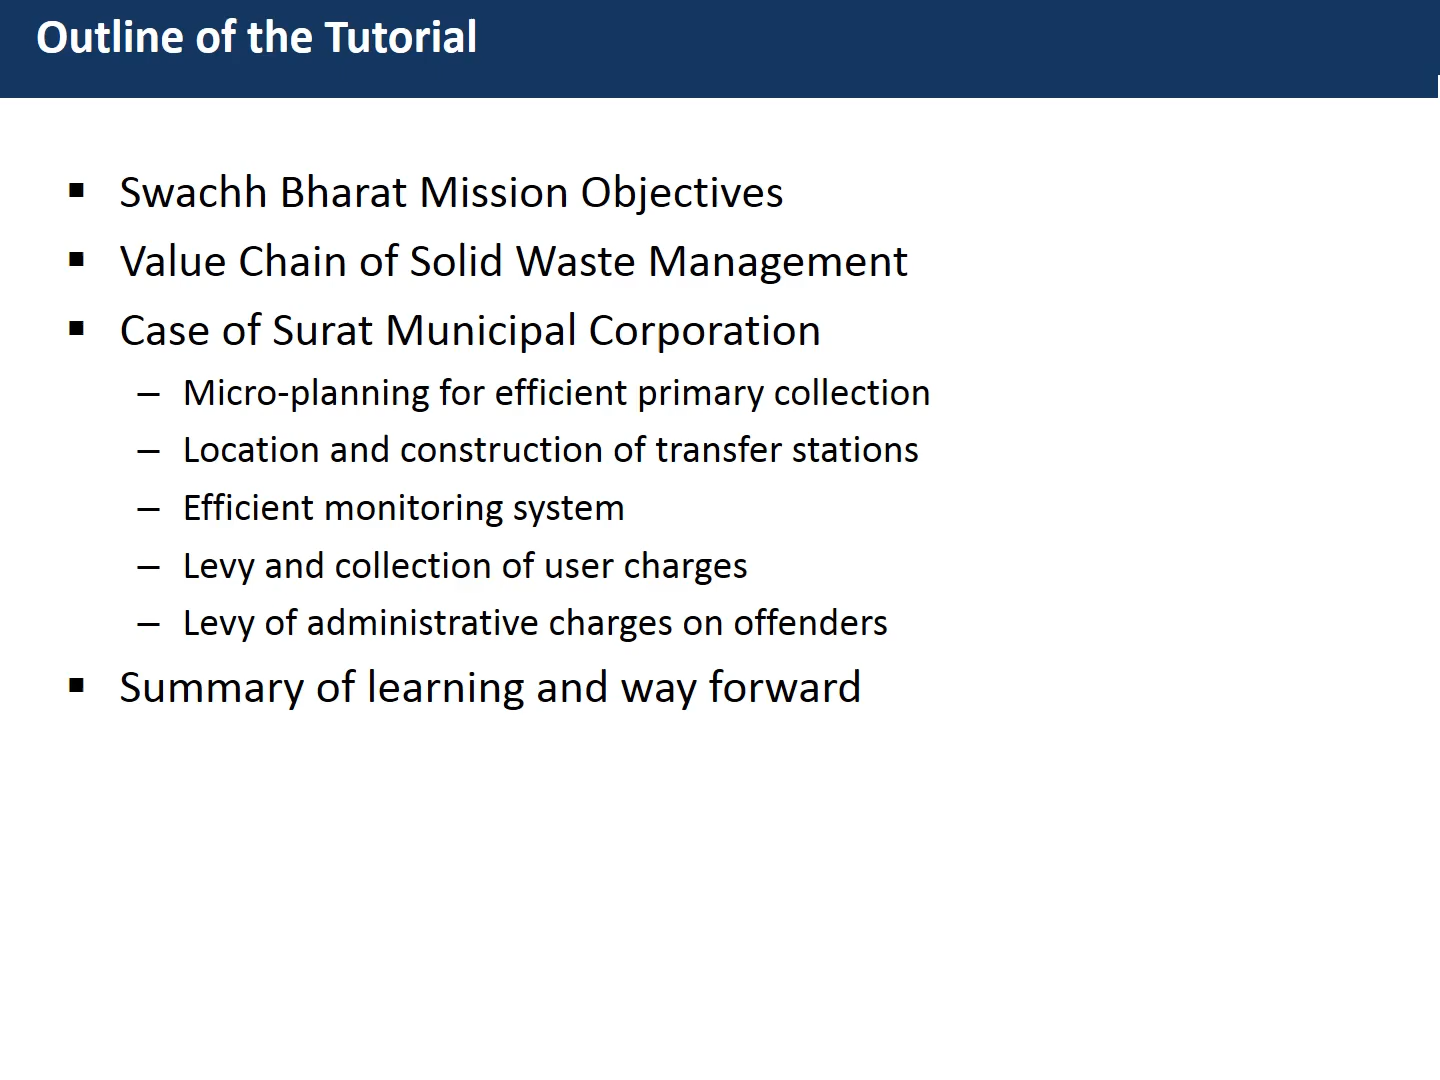 Outline of the Tutorial
▪ Swachh Bharat Mission Objectives
▪ Value Chain of Solid Waste Management
▪ Case of Surat Municipal Corporation
– Micro-planning for efficient primary collection
– Location and construction of transfer stations
– Efficient monitoring system
– Levy and collection of user charges
– Levy of administrative charges on offenders
▪ Summary of learning and way forward